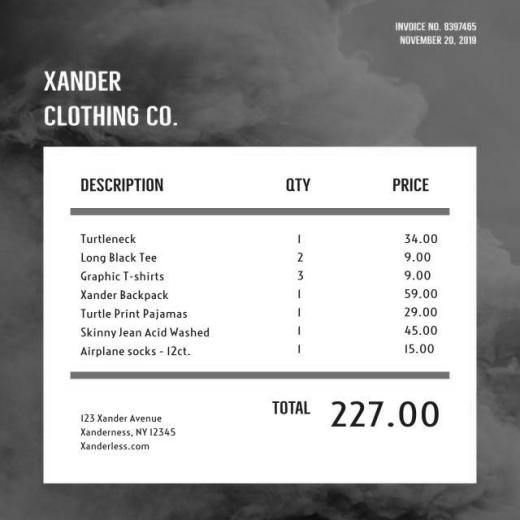 INVOICE NO. 8397465
NOVEMBER 20, 2019
XANDER
CLOTHING CO.
DESCRIPTION QTY PRICE
Turtleneck 1 34.00
Long Black Tee 2 9.00
Graphic T-shirts 3 9.00
Xander Backpack 1 59.00
Turtle Print Pajamas 1 29.00
Skinny Jean Acid Washed 1 45.00
Airplane socks - 12ct. 1 15.00
TOTAL 227.00
123 Xander Avenue
Xanderness, NY 12345
Xanderless.com